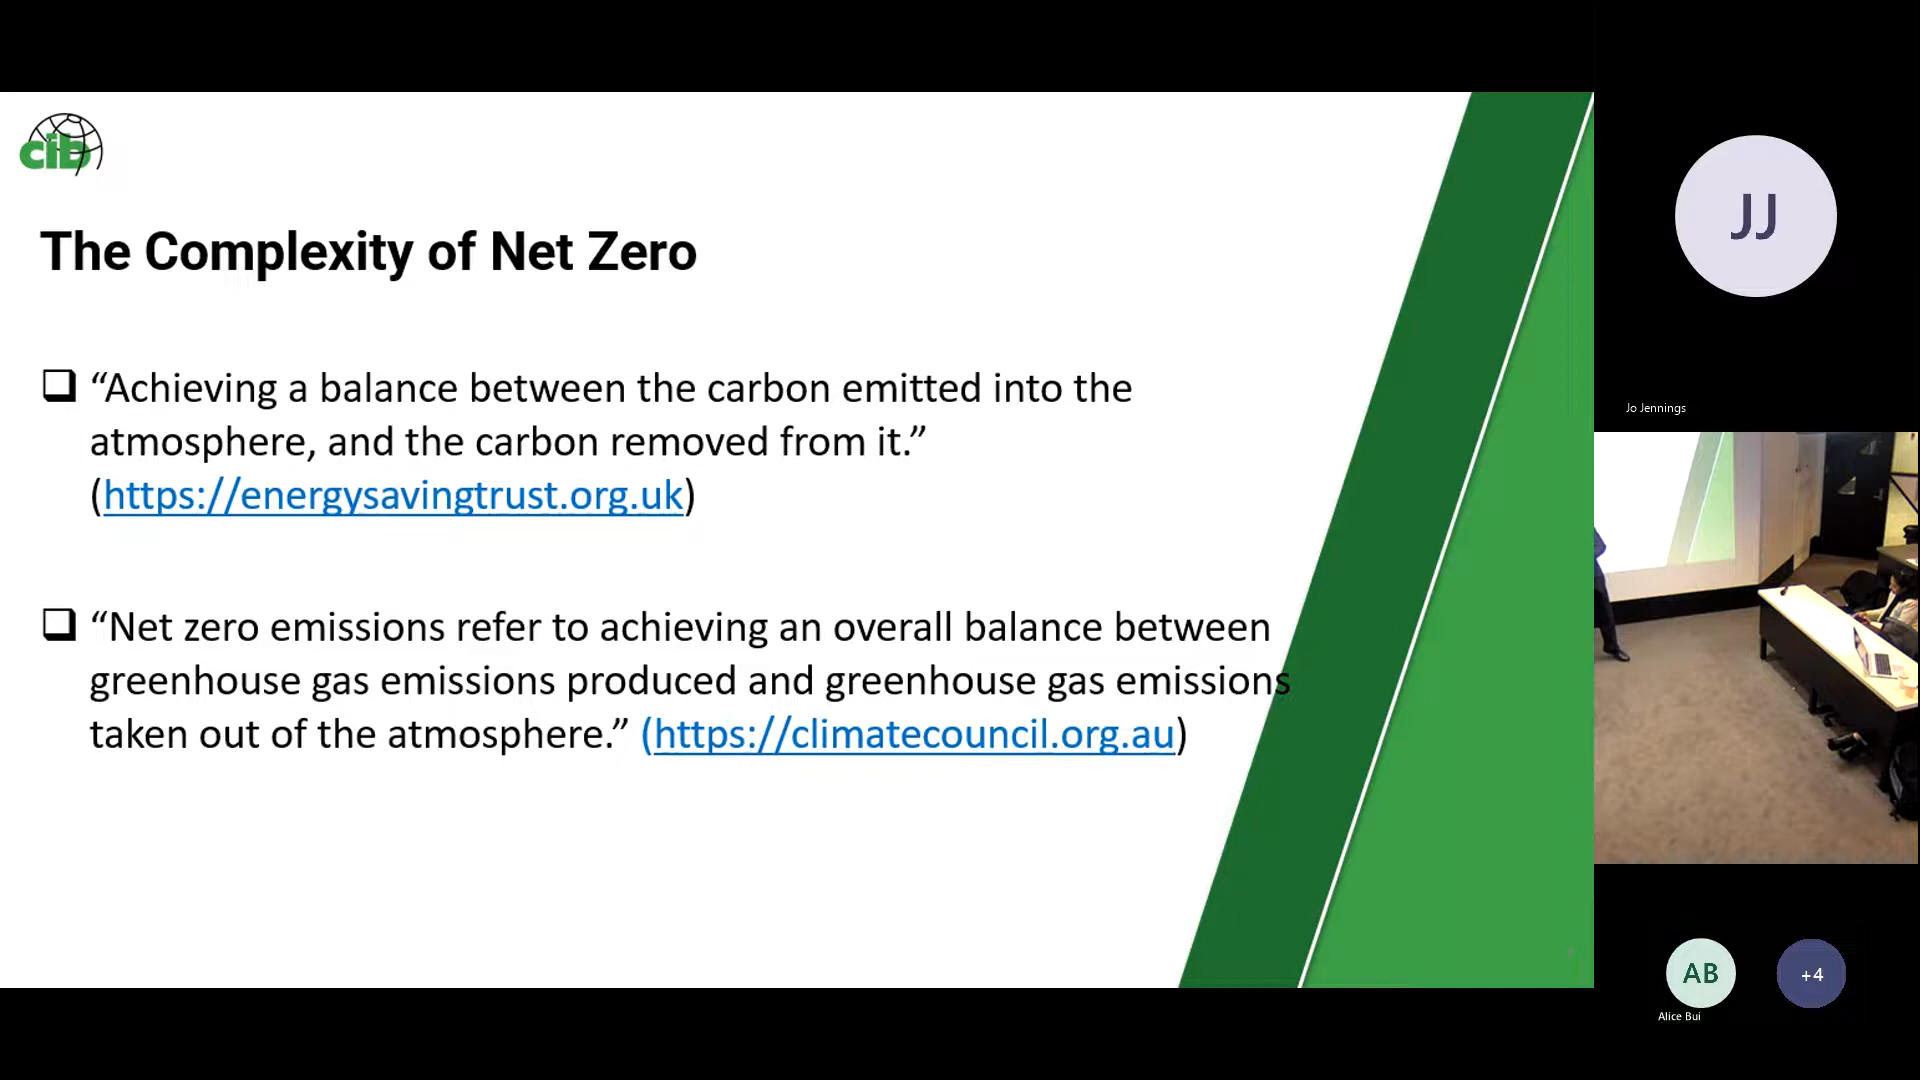 cib
The Complexity of Net Zero
“Achieving a balance between the carbon emitted into the
atmosphere, and the carbon removed from it.”
(https://energysavingtrust.org.uk)
“Net zero emissions refer to achieving an overall balance between
greenhouse gas emissions produced and greenhouse gas emissions
taken out of the atmosphere.” (https://climatecouncil.org.au)
JJ
Jo Jennings
AB
+4
Alice Bui